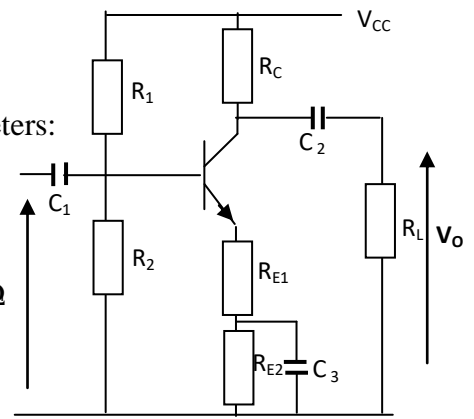 V_CC
R_C
R_1
eters:
C_2
C_1
R_L
V_O
R_2
R_E1
Ω
R_E2
C_3